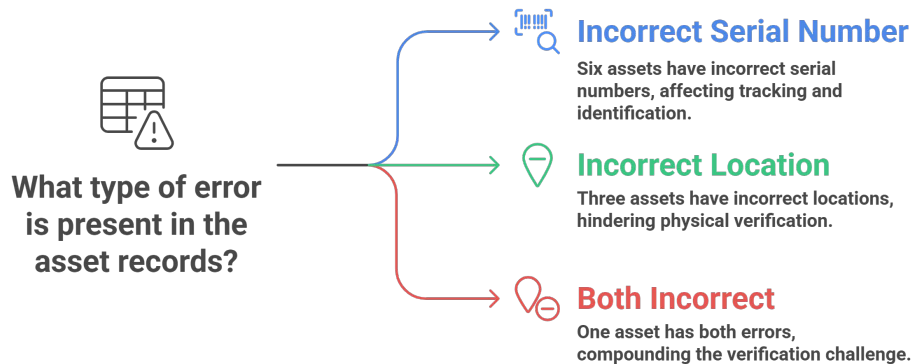 Incorrect Serial Number
Six assets have incorrect serial
numbers, affecting tracking and
identification.
What type of error
is present in the
asset records?
Incorrect Location
Three assets have incorrect locations,
hindering physical verification.
Both Incorrect
One asset has both errors,
compounding the verification challenge.